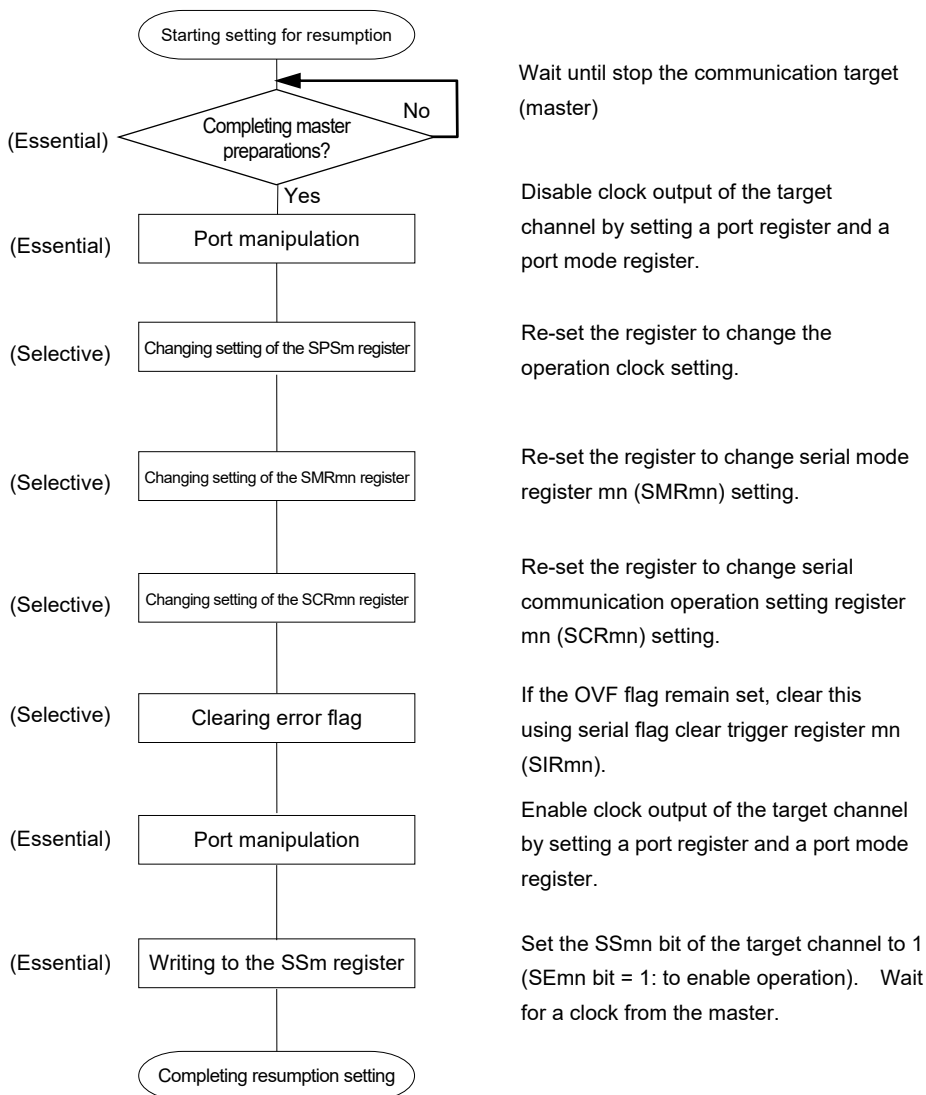 Starting setting for resumption
Wait until stop the communication target
(master)
No
(Essential)
Completing master
preparations?
Yes
Disable clock output of the target
channel by setting a port register and a
port mode register.
(Essential)
Port manipulation
Re-set the register to change the
operation clock setting.
(Selective)
Changing setting of the SPSm register
Re-set the register to change serial mode
register mn (SMRmn) setting.
(Selective)
Changing setting of the SMRmn register
Re-set the register to change serial
communication operation setting register
mn (SCRmn) setting.
(Selective)
Changing setting of the SCRmn register
If the OVF flag remain set, clear this
using serial flag clear trigger register mn
(SIRmn).
(Selective)
Clearing error flag
Enable clock output of the target channel
by setting a port register and a port mode
register.
(Essential)
Port manipulation
Set the SSmn bit of the target channel to 1
(SEmn bit = 1: to enable operation). Wait
for a clock from the master.
(Essential)
Writing to the SSm register
Completing resumption setting